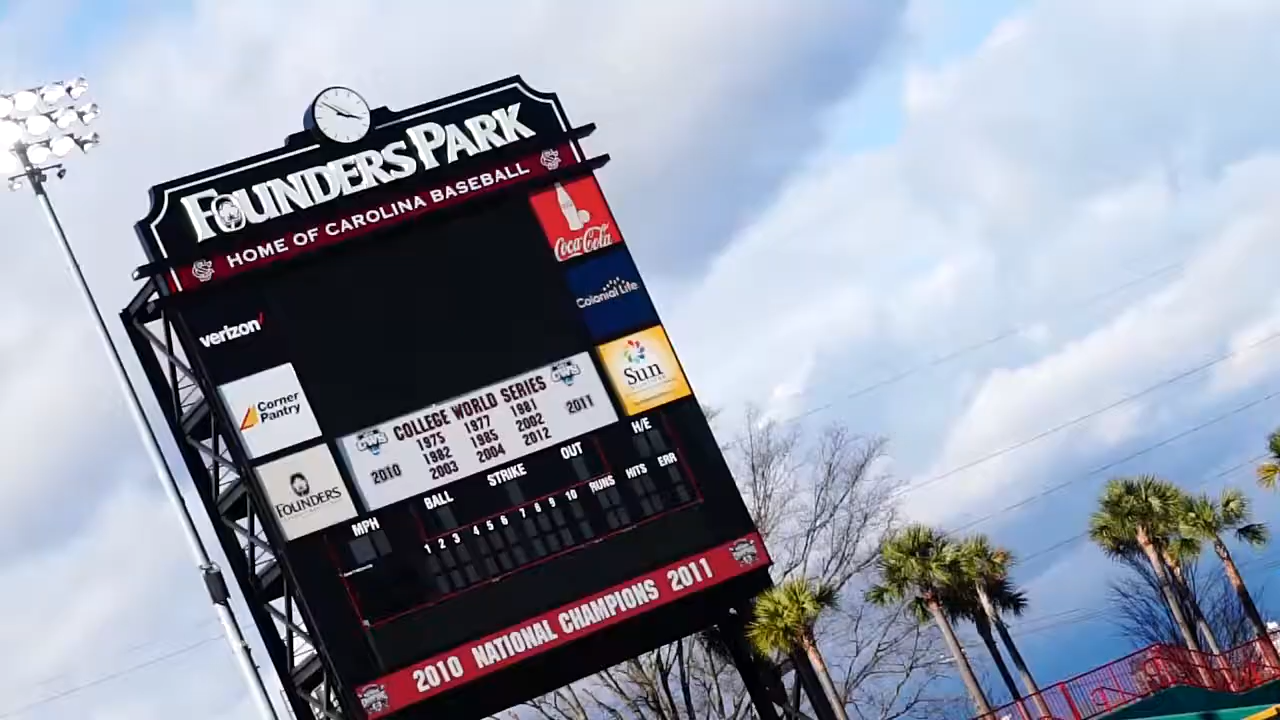 FOUNDERS PARK
HOME OF CAROLINA BASEBALL
Coca-Cola
verizon
Colonial Life
Corner
Pantry
Sun
COLLEGE WORLD SERIES
1975 1977 1981
1982 1985 2002
2010 2003 2004 2012 2011
FOUNDERS
MPH BALL STRIKE OUT H/E
1 2 3 4 5 6 7 8 9 10 RUNS HITS ERR
2010 NATIONAL CHAMPIONS 2011